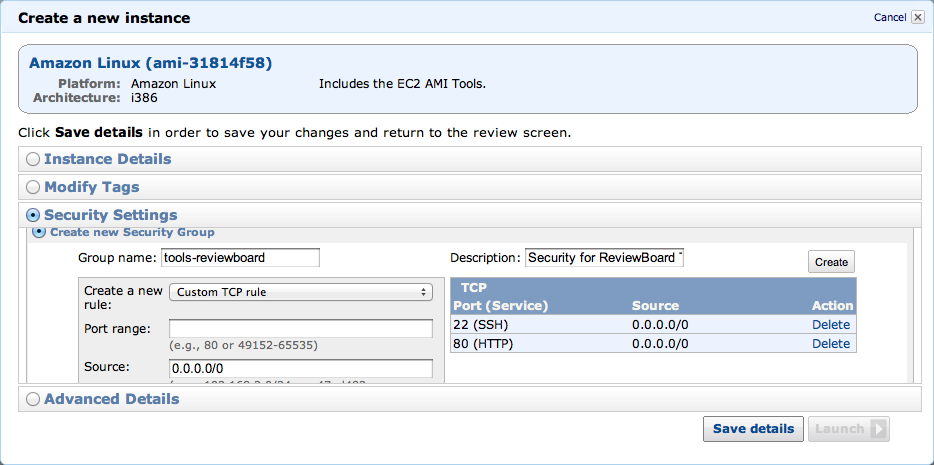 Create a new instance
Cancel
Amazon Linux (ami-31814f58)
Platform: Amazon Linux Includes the EC2 AMI Tools.
Architecture: i386
Click Save details in order to save your changes and return to the review screen.
Instance Details
Modify Tags
Security Settings
Create new Security Group
Group name: tools-reviewboard Description: Security for ReviewBoard Create
Create a new rule: Custom TCP rule
TCP
Port (Service) Source Action
22 (SSH) 0.0.0.0/0 Delete
80 (HTTP) 0.0.0.0/0 Delete
Port range:
(e.g., 80 or 49152-65535)
Source: 0.0.0.0/0
Advanced Details
Save details Launch